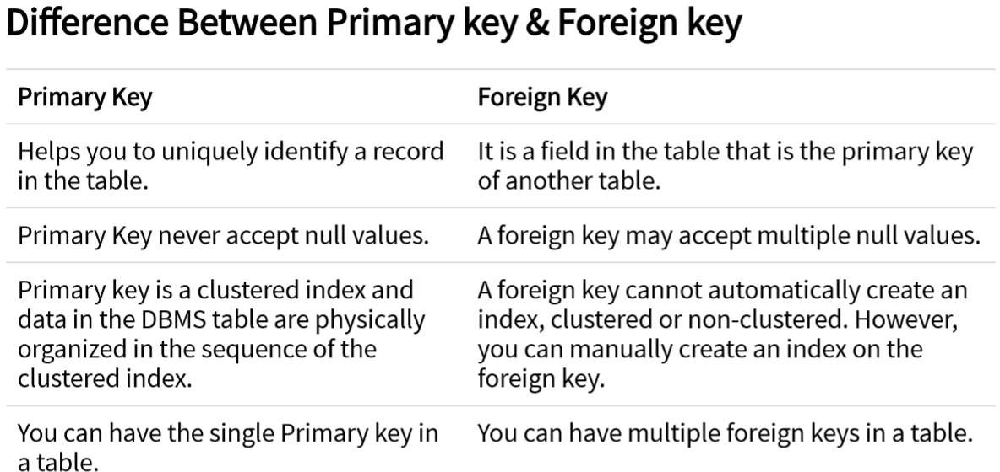 Difference Between Primary key & Foreign key
Primary Key
Foreign Key
Helps you to uniquely identify a record
in the table.
It is a field in the table that is the primary key
of another table.
Primary Key never accept null values.
A foreign key may accept multiple null values.
Primary key is a clustered index and
data in the DBMS table are physically
organized in the sequence of the
clustered index.
A foreign key cannot automatically create an
index, clustered or non-clustered. However,
you can manually create an index on the
foreign key.
You can have the single Primary key in
a table.
You can have multiple foreign keys in a table.